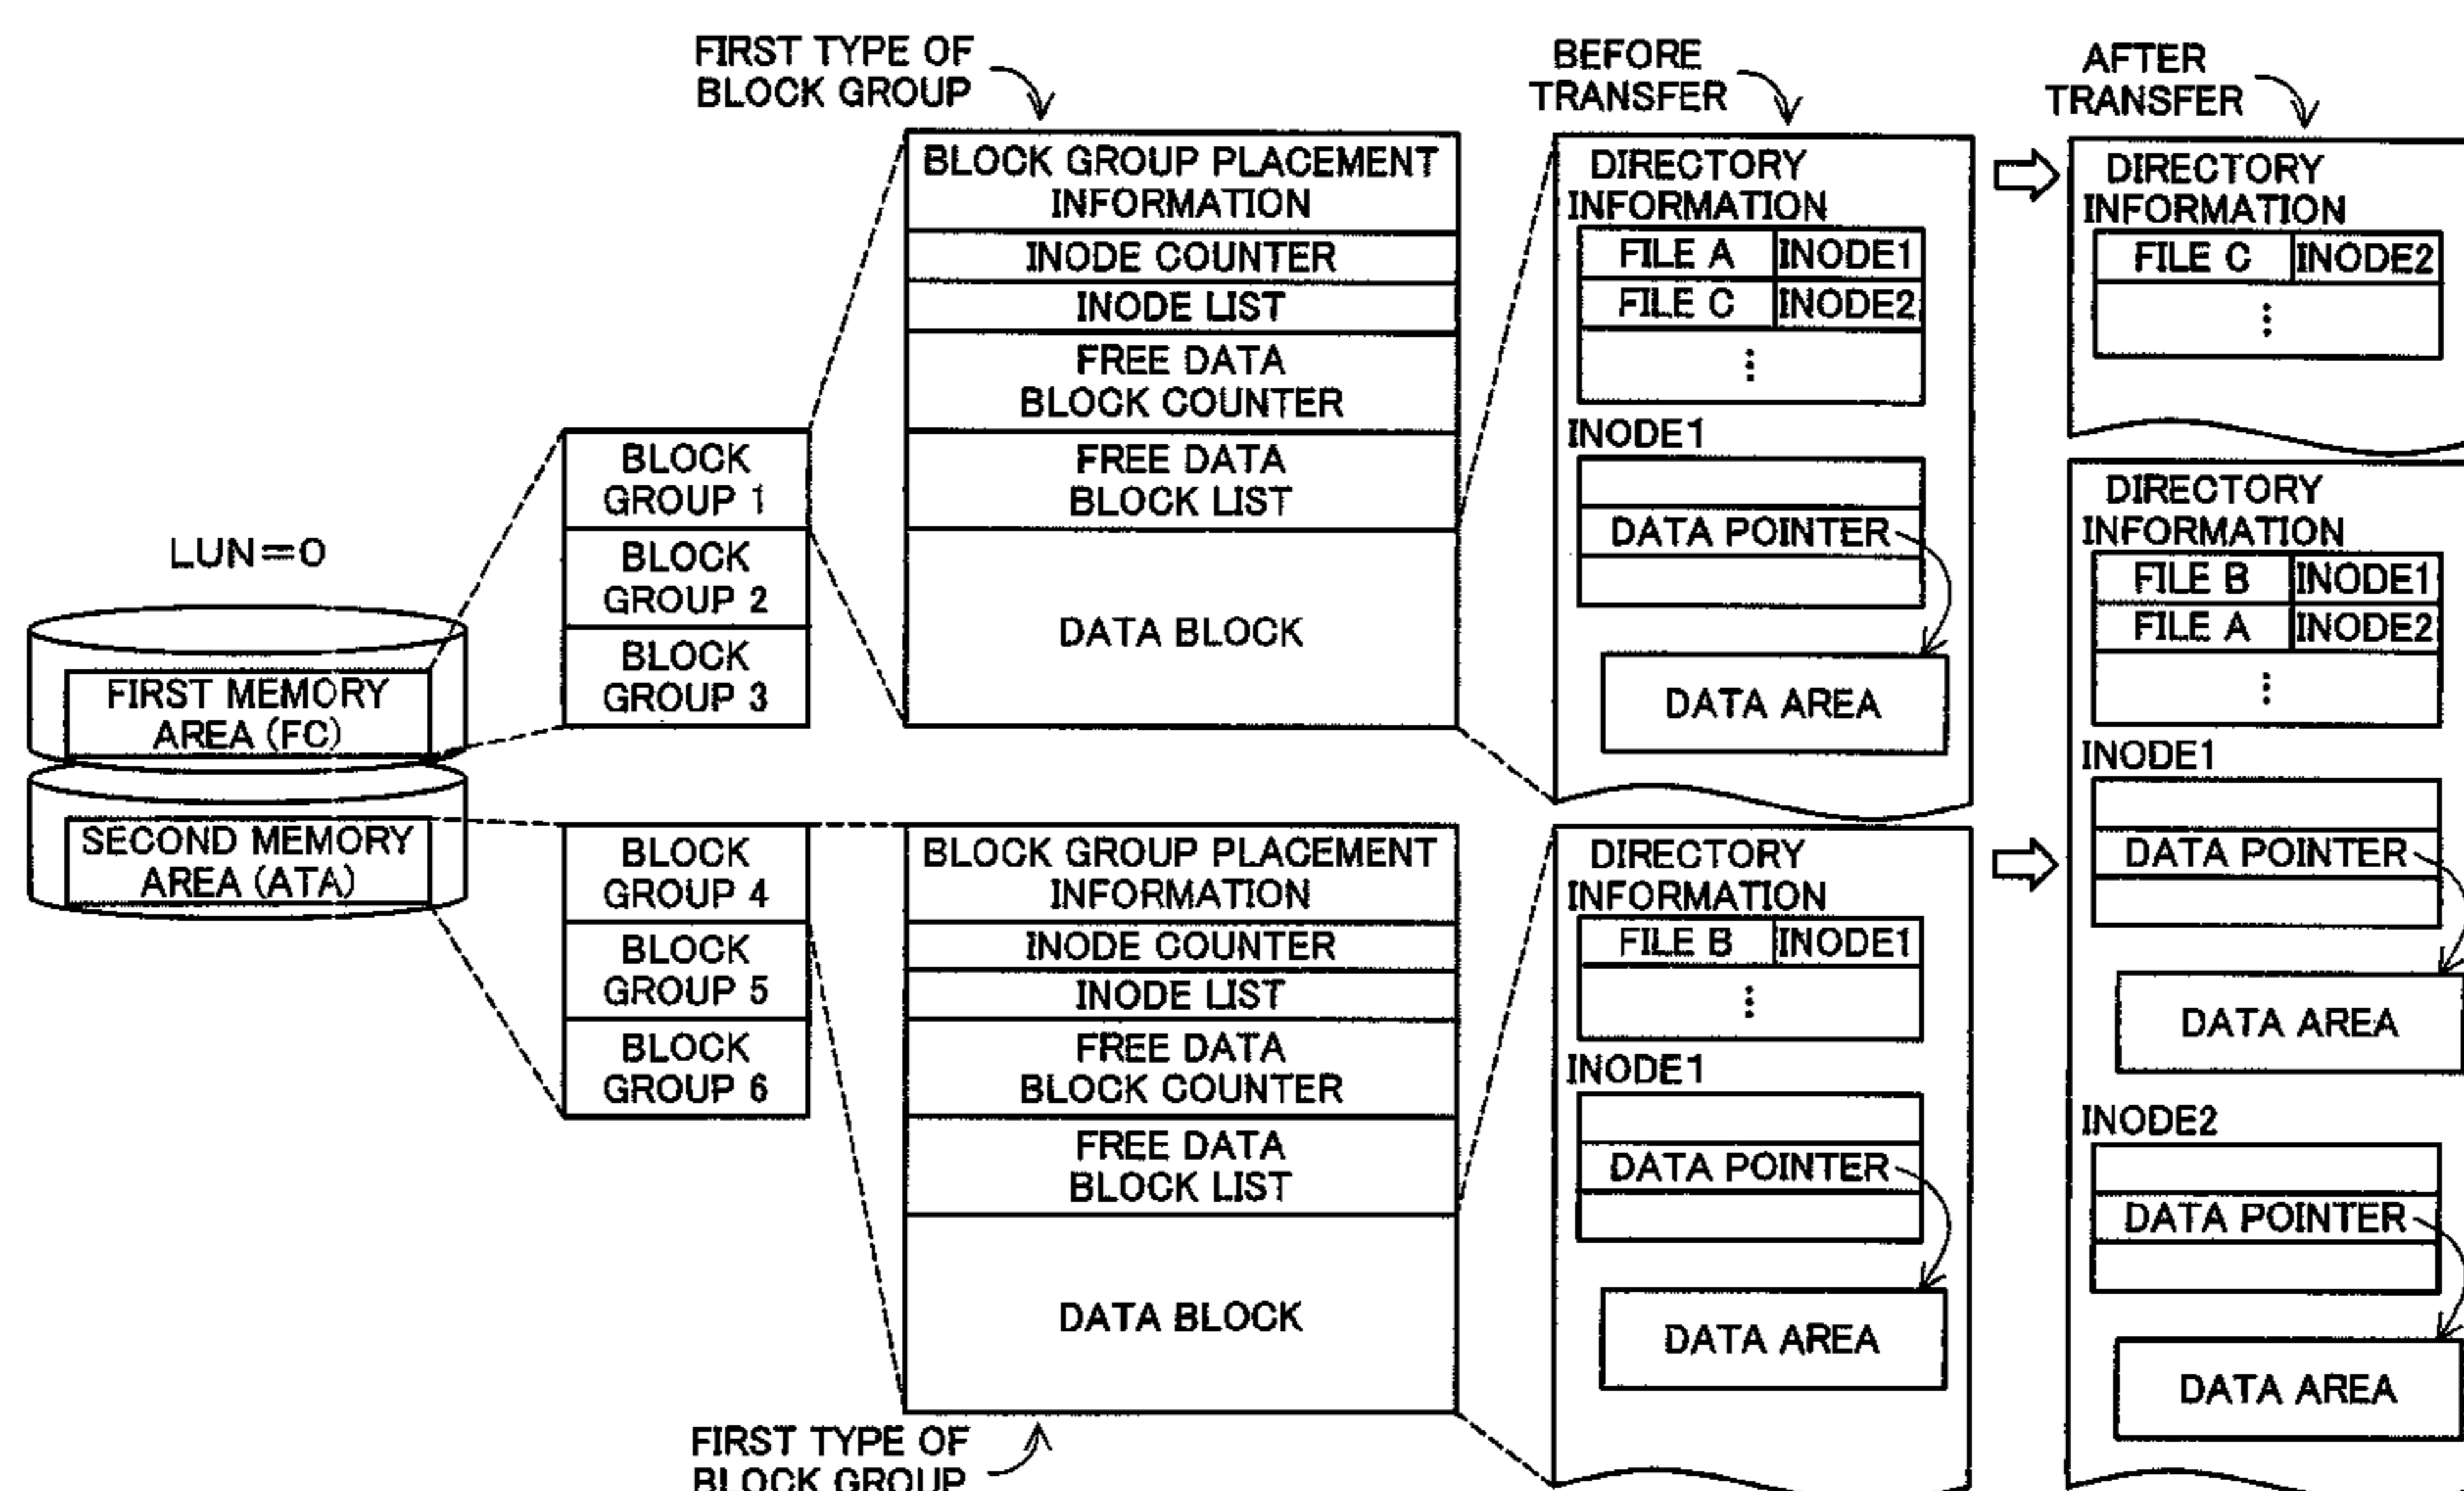 FIRST TYPE OF
BLOCK GROUP
BEFORE
TRANSFER
AFTER
TRANSFER
LUN=0
FIRST MEMORY
AREA (FC)
SECOND MEMORY
AREA (ATA)
BLOCK
GROUP 1
BLOCK
GROUP 2
BLOCK
GROUP 3
BLOCK
GROUP 4
BLOCK
GROUP 5
BLOCK
GROUP 6
BLOCK GROUP PLACEMENT
INFORMATION
INODE COUNTER
INODE LIST
FREE DATA
BLOCK COUNTER
FREE DATA
BLOCK LIST
DATA BLOCK
BLOCK GROUP PLACEMENT
INFORMATION
INODE COUNTER
INODE LIST
FREE DATA
BLOCK COUNTER
FREE DATA
BLOCK LIST
DATA BLOCK
FIRST TYPE OF
BLOCK GROUP
DIRECTORY
INFORMATION
FILE A INODE1
FILE C INODE2
⋮
INODE1
DATA POINTER
DATA AREA
DIRECTORY
INFORMATION
FILE B INODE1
⋮
INODE1
DATA POINTER
DATA AREA
DIRECTORY
INFORMATION
FILE C INODE2
⋮
DIRECTORY
INFORMATION
FILE B INODE1
FILE A INODE2
⋮
INODE1
DATA POINTER
DATA AREA
INODE2
DATA POINTER
DATA AREA